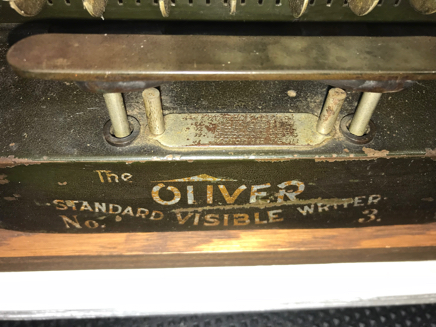 The
OLIVER
STANDARD VISIBLE WRITER
No. 3.